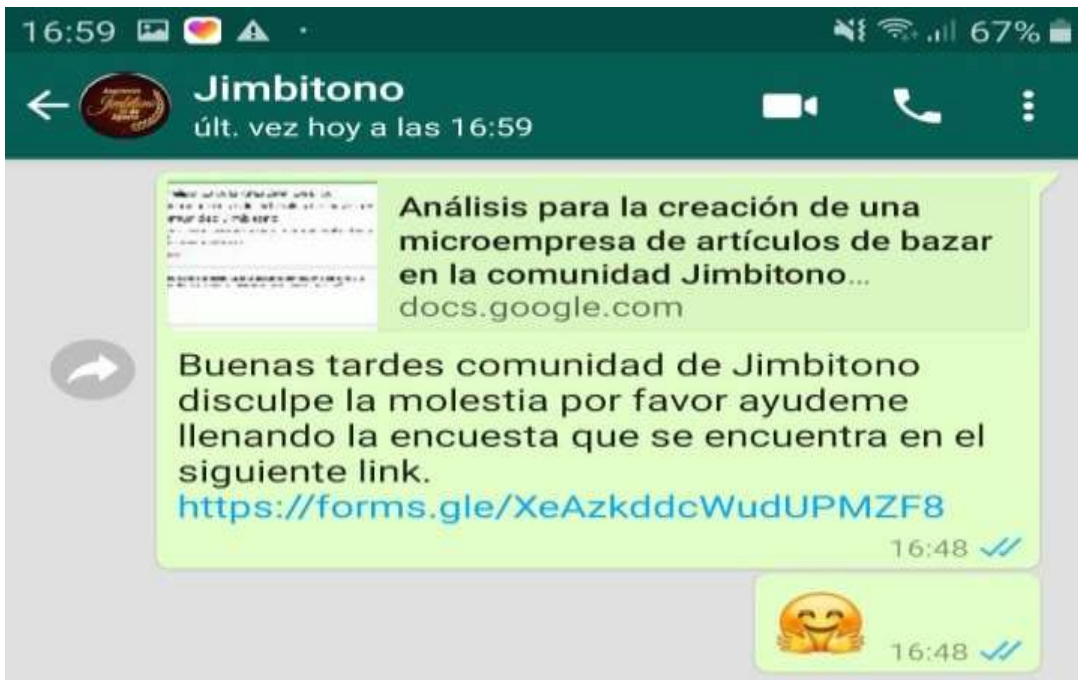 16:59
67%
Jimbitono
últ. vez hoy a las 16:59
Análisis para la creación de una
microempresa de artículos de bazar
en la comunidad Jimbitono...
docs.google.com
Buenas tardes comunidad de Jimbitono
disculpe la molestia por favor ayudeme
llenando la encuesta que se encuentra en el
siguiente link.
https://forms.gle/XeAzkddcWudUPMZF8
16:48
16:48